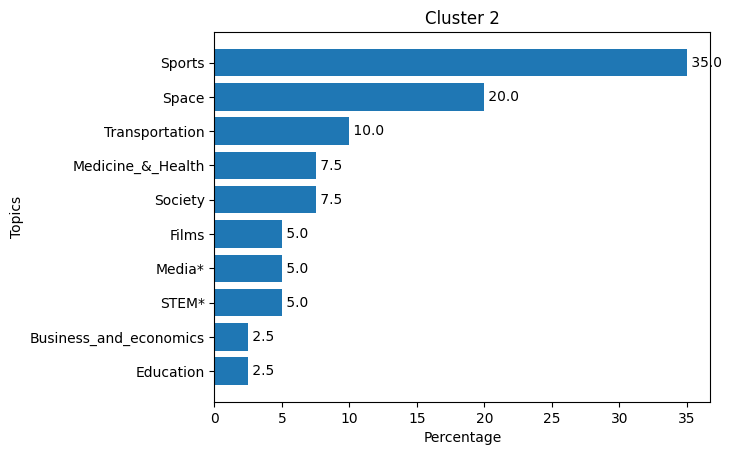 Cluster 2
Topics
Sports 35.0
Space 20.0
Transportation 10.0
Medicine_&_Health 7.5
Society 7.5
Films 5.0
Media* 5.0
STEM* 5.0
Business_and_economics 2.5
Education 2.5
0 5 10 15 20 25 30 35
Percentage